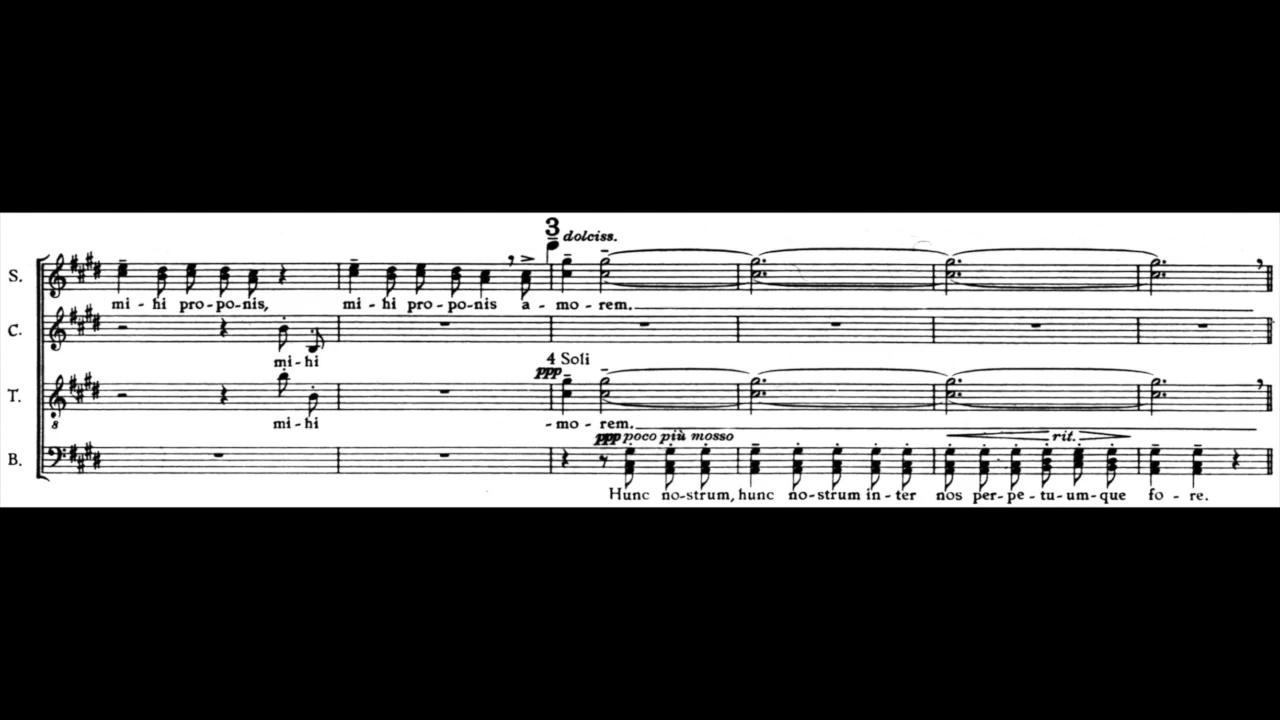 3 dolciss.
S.
mi - hi pro - po - nis, mi - hi pro - po - nis a - mo - rem.
C.
mi - hi
4 Soli
ppp
T.
8
mi - hi - mo - rem.
ppp poco più mosso rit.
B.
Hunc no - strum, hunc no - strum in - ter nos per - pe - tu - um - que fo - re.